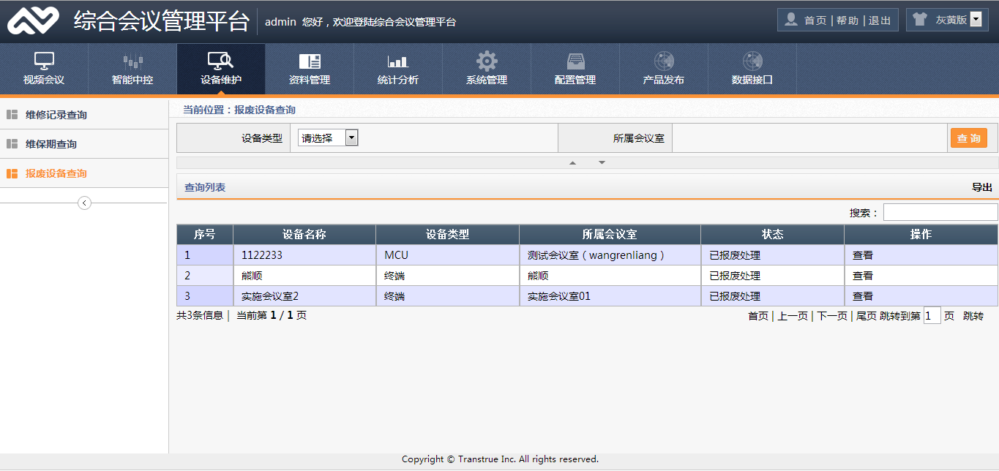 综合会议管理平台 admin 您好，欢迎登陆综合会议管理平台 首页 | 帮助 | 退出 灰黄版
视频会议 智能中控 设备维护 资料管理 统计分析 系统管理 配置管理 产品发布 数据接口
维修记录查询
维保期查询
报废设备查询
当前位置：报废设备查询
设备类型 请选择 所属会议室 查 询
查询列表 导出
搜索：
序号 设备名称 设备类型 所属会议室 状态 操作
1 1122233 MCU 测试会议室（wangrenliang） 已报废处理 查看
2 熊顺 终端 熊顺 已报废处理 查看
3 实施会议室2 终端 实施会议室01 已报废处理 查看
共3条信息 | 当前第 1 / 1 页 首页 | 上一页 | 下一页 | 尾页 跳转到第 1 页 跳转
Copyright © Transtrue Inc. All rights reserved.